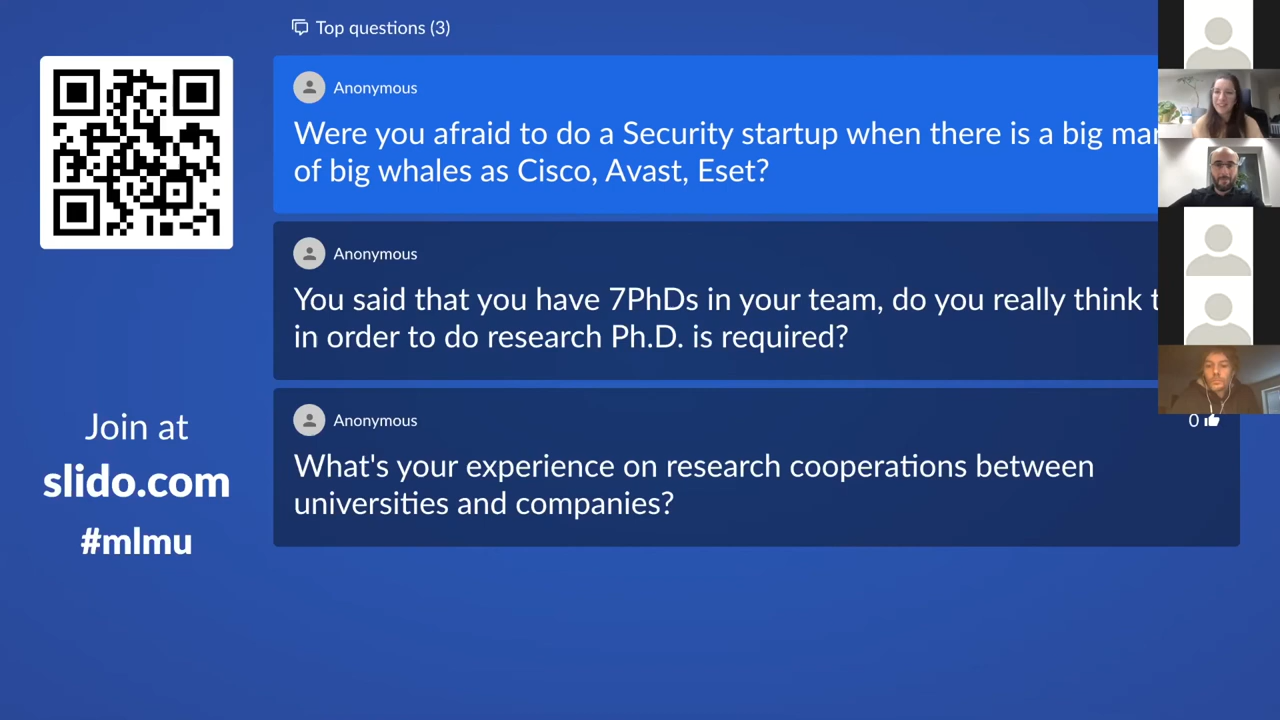 Top questions (3)
Anonymous
Were you afraid to do a Security startup when there is a big
of big whales as Cisco, Avast, Eset?
Anonymous
You said that you have 7PhDs in your team, do you really think
in order to do research Ph.D. is required?
Anonymous
0
What's your experience on research cooperations between
universities and companies?
Join at
slido.com
#mlmu